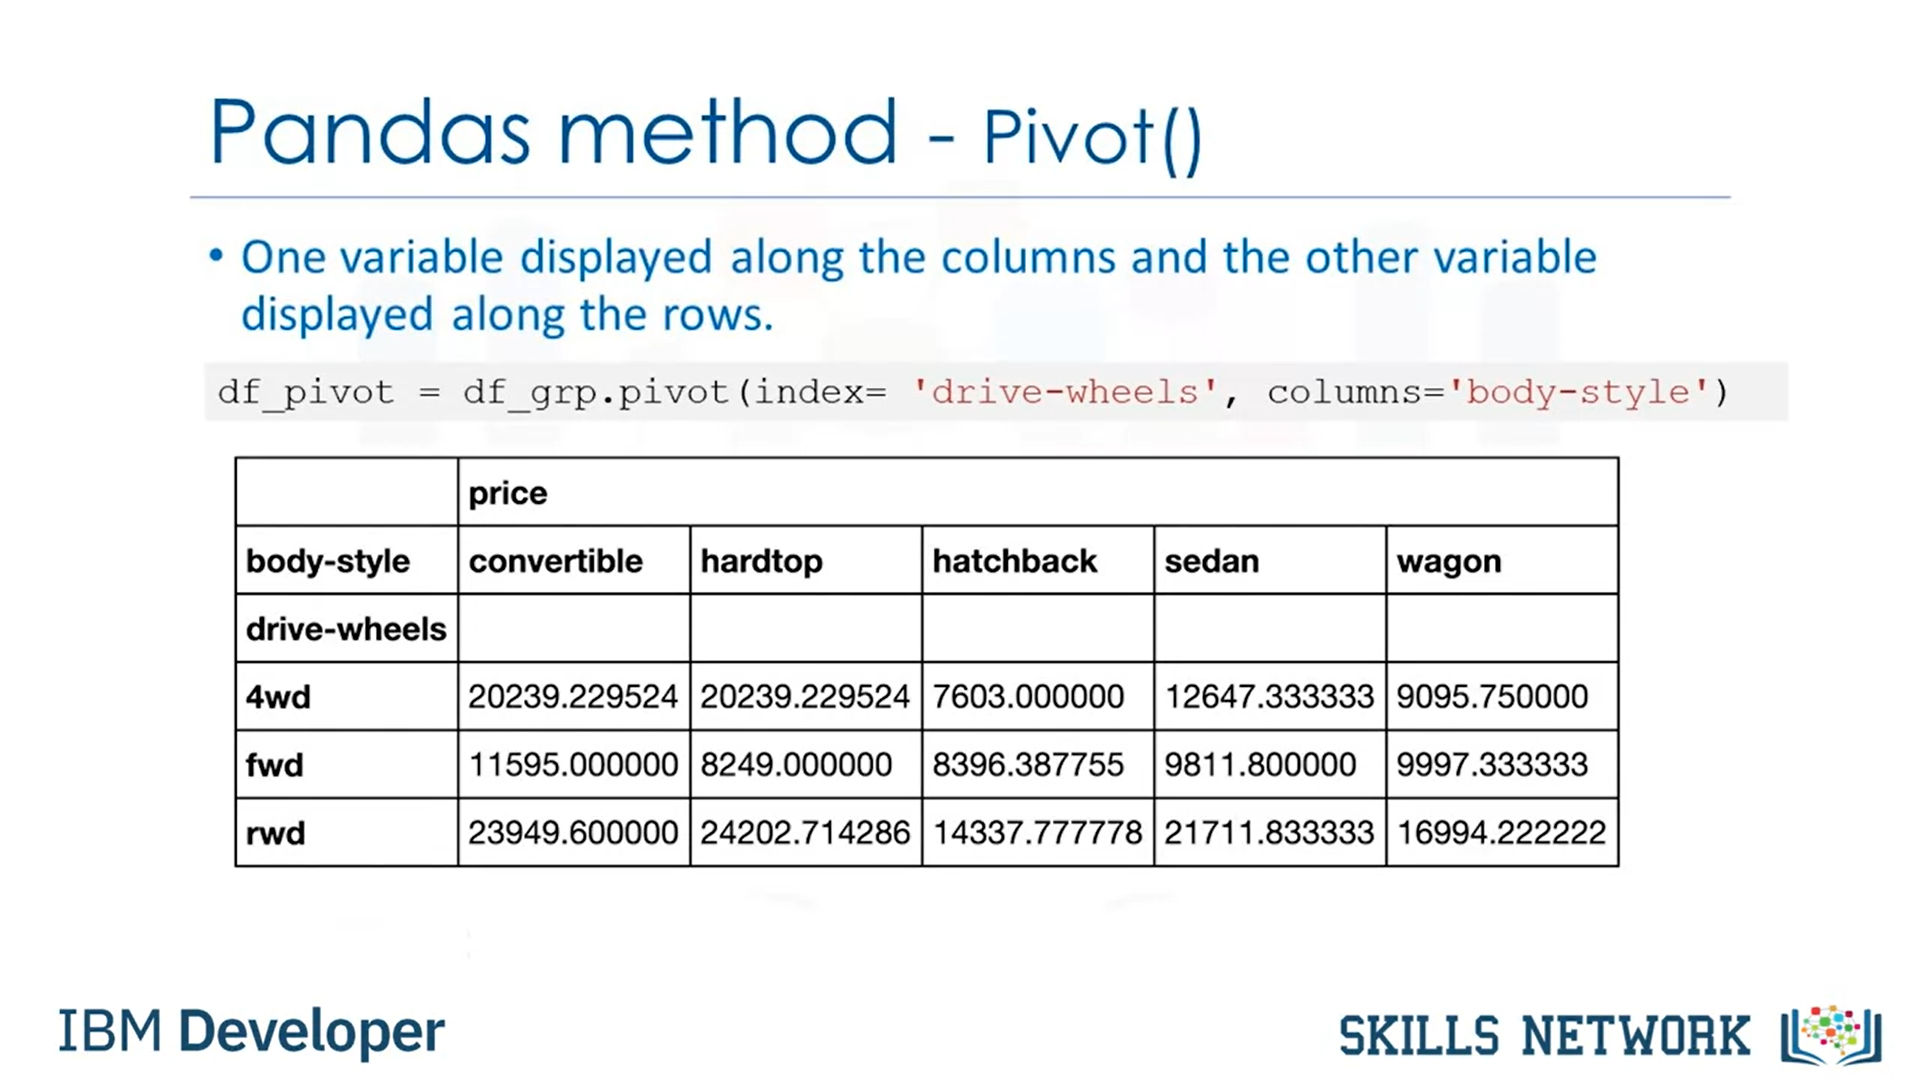 Pandas method - Pivot()
• One variable displayed along the columns and the other variable
displayed along the rows.
df_pivot = df_grp.pivot(index= 'drive-wheels', columns='body-style')
price
body-style convertible hardtop hatchback sedan wagon
drive-wheels
4wd 20239.229524 20239.229524 7603.000000 12647.333333 9095.750000
fwd 11595.000000 8249.000000 8396.387755 9811.800000 9997.333333
rwd 23949.600000 24202.714286 14337.777778 21711.833333 16994.222222
IBM Developer
SKILLS NETWORK